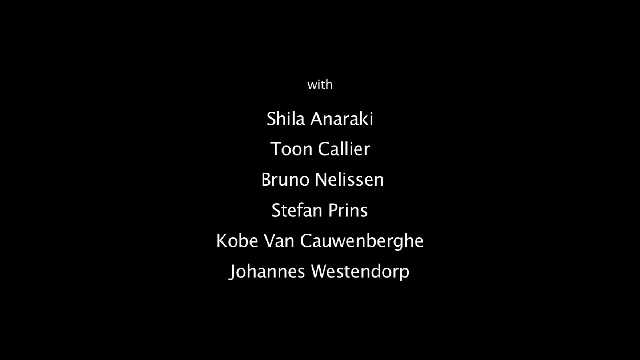 with
Shila Anaraki
Toon Callier
Bruno Nelissen
Stefan Prins
Kobe Van Cauwenberghe
Johannes Westendorp